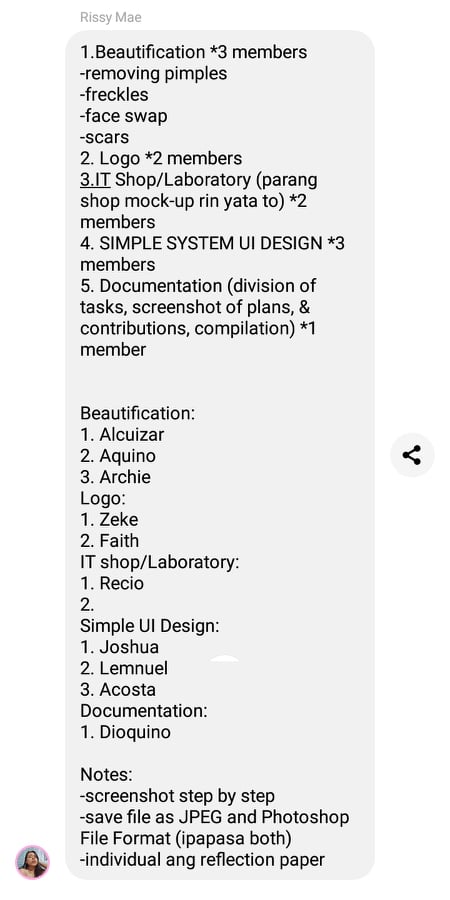 Rissy Mae
1.Beautification *3 members
-removing pimples
-freckles
-face swap
-scars
2. Logo *2 members
3.IT Shop/Laboratory (parang
shop mock-up rin yata to) *2
members
4. SIMPLE SYSTEM UI DESIGN *3
members
5. Documentation (division of
tasks, screenshot of plans, &
contributions, compilation) *1
member
Beautification:
1. Alcuizar
2. Aquino
3. Archie
Logo:
1. Zeke
2. Faith
IT shop/Laboratory:
1. Recio
2.
Simple UI Design:
1. Joshua
2. Lemnuel
3. Acosta
Documentation:
1. Dioquino
Notes:
-screenshot step by step
-save file as JPEG and Photoshop
File Format (ipapasa both)
-individual ang reflection paper